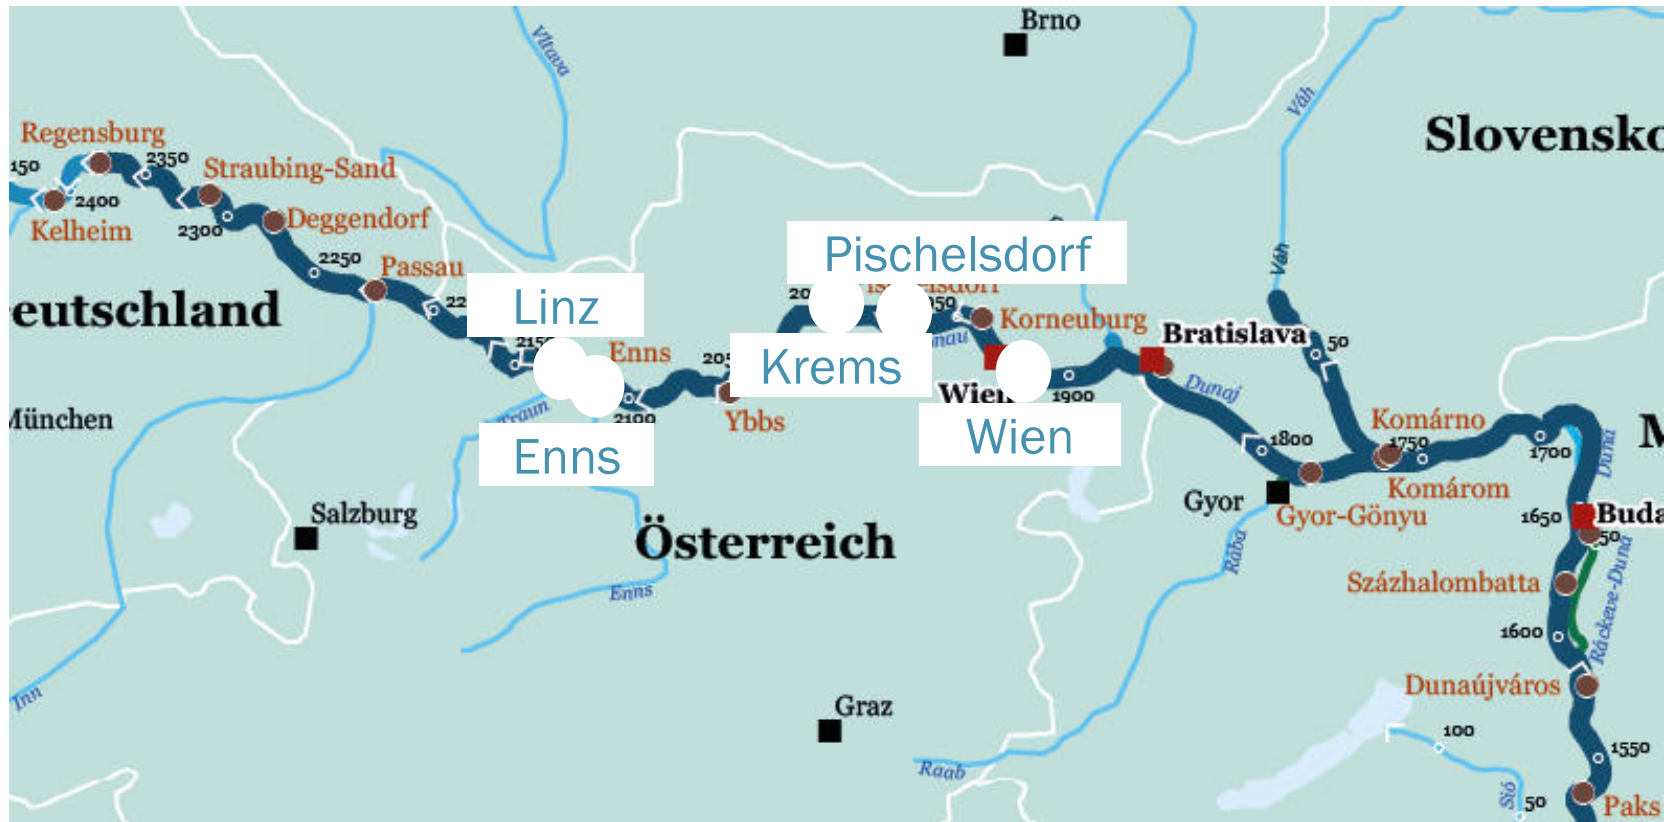 Brno
Vltava
Váh
Slovensko
Regensburg
2350
150
Straubing-Sand
2400
Kelheim
Deggendorf
2300
Pischelsdorf
Váh
2250
Passau
Linz
eutschland
Korneuburg
Bratislava
50
Enns
Krems
Wien
1900
Dunaj
München
Traun
2100
Ybbs
Wien
Komárno
1750
1800
1700
Duna
M
Enns
Komárom
Gyor
Gyor-Gönyu
1650
Buda
50
Salzburg
Österreich
Rába
Ráckeve-Duna
Enns
Százhalombatta
1600
Dunaújváros
Inn
Graz
100
1550
Raab
Sió
50
Paks